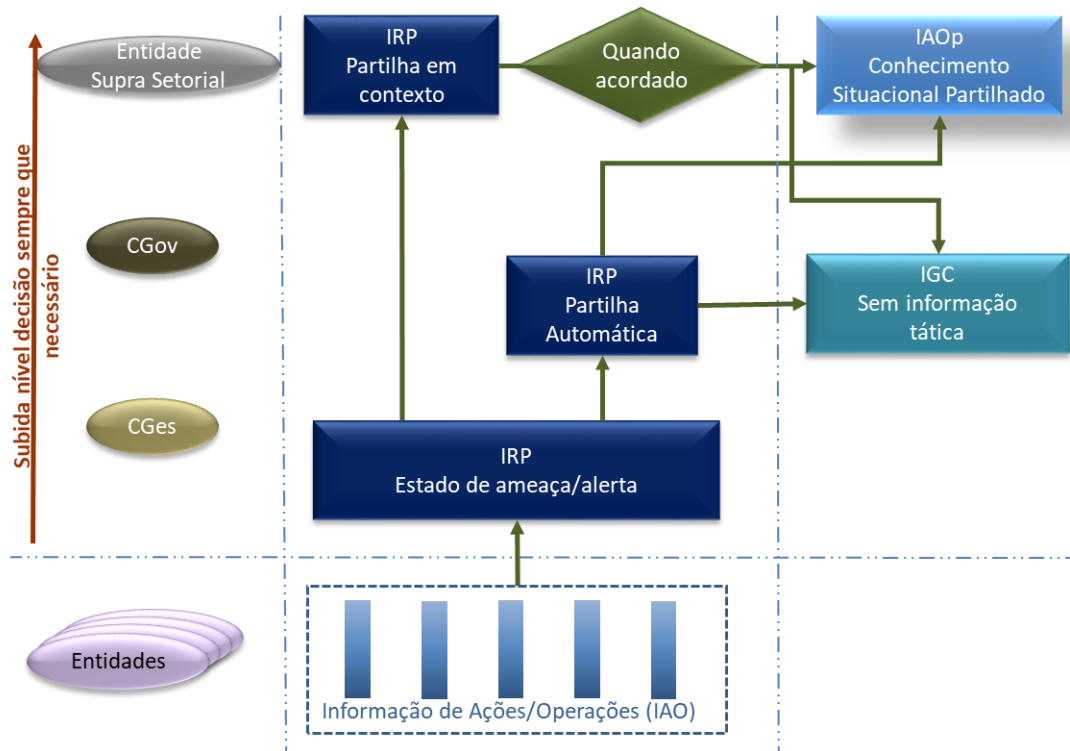 Entidade
Supra Setorial
IRP
Partilha em
contexto
Quando
acordado
IAOp
Conhecimento
Situacional Partilhado
Subida nível decisão sempre que
necessário
CGov
IRP
Partilha
Automática
IGC
Sem informação
tática
CGes
IRP
Estado de ameaça/alerta
Entidades
Informação de Ações/Operações (IAO)